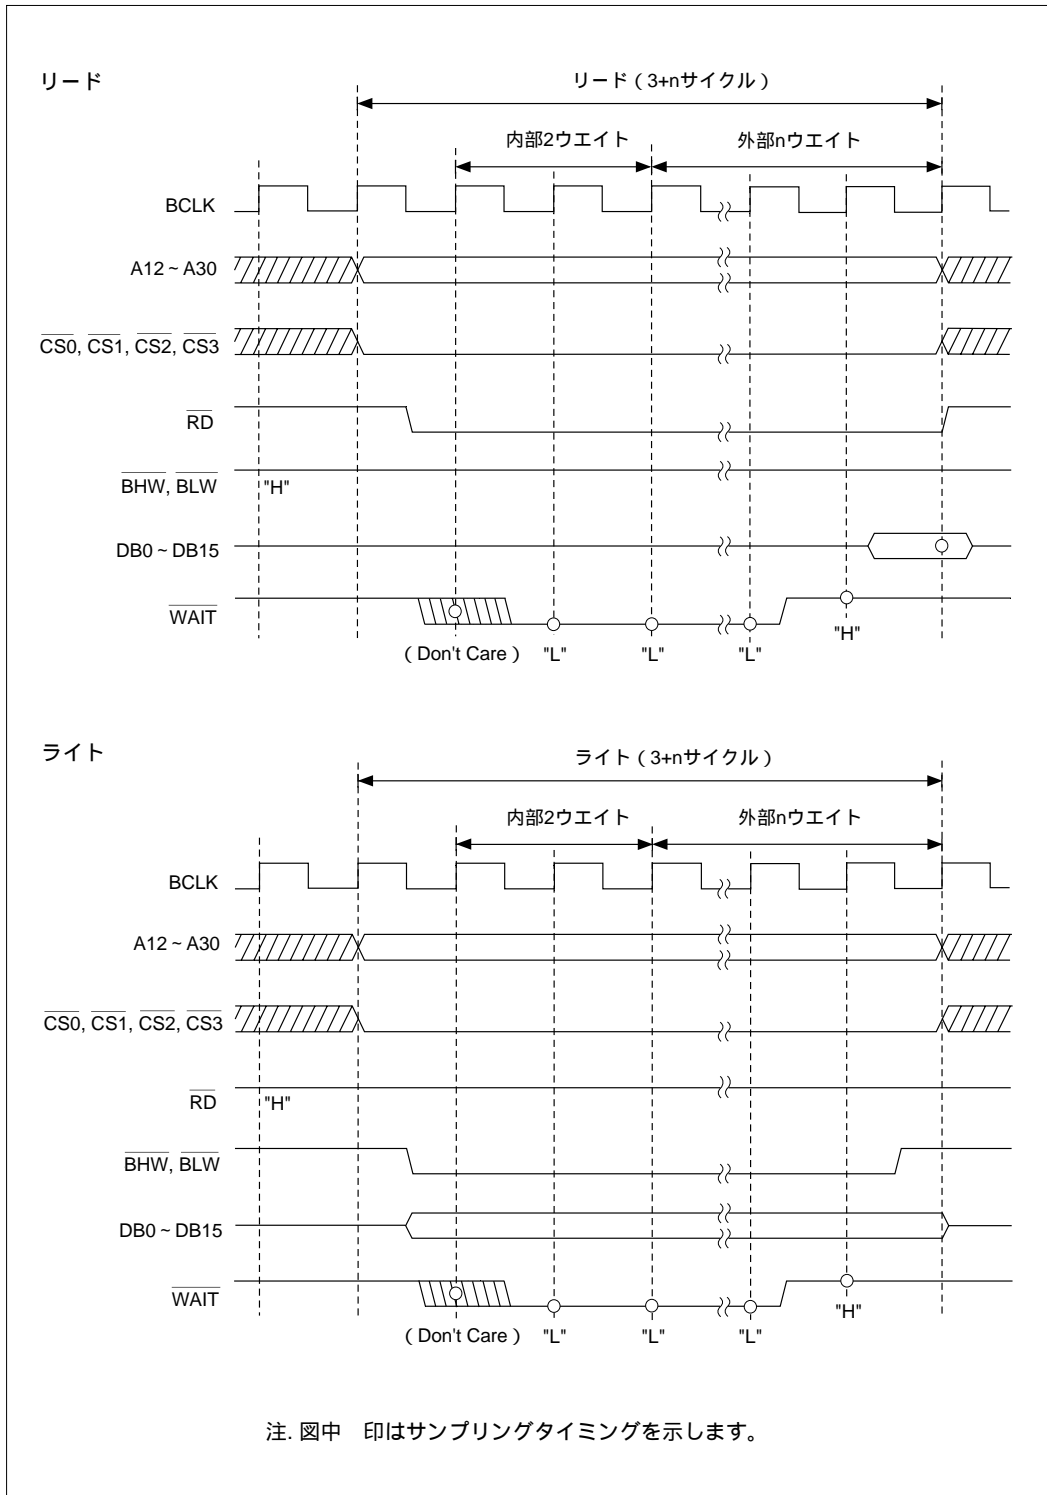 リード
リード（3+nサイクル）
内部2ウエイト
外部nウエイト
BCLK
A12 ~ A30
CS0, CS1, CS2, CS3
RD
BHW, BLW
"H"
DB0 ~ DB15
WAIT
（Don't Care）
"L"
"L"
"L"
"H"
ライト
ライト（3+nサイクル）
内部2ウエイト
外部nウエイト
BCLK
A12 ~ A30
CS0, CS1, CS2, CS3
RD
"H"
BHW, BLW
DB0 ~ DB15
WAIT
（Don't Care）
"L"
"L"
"L"
"H"
注. 図中　印はサンプリングタイミングを示します。